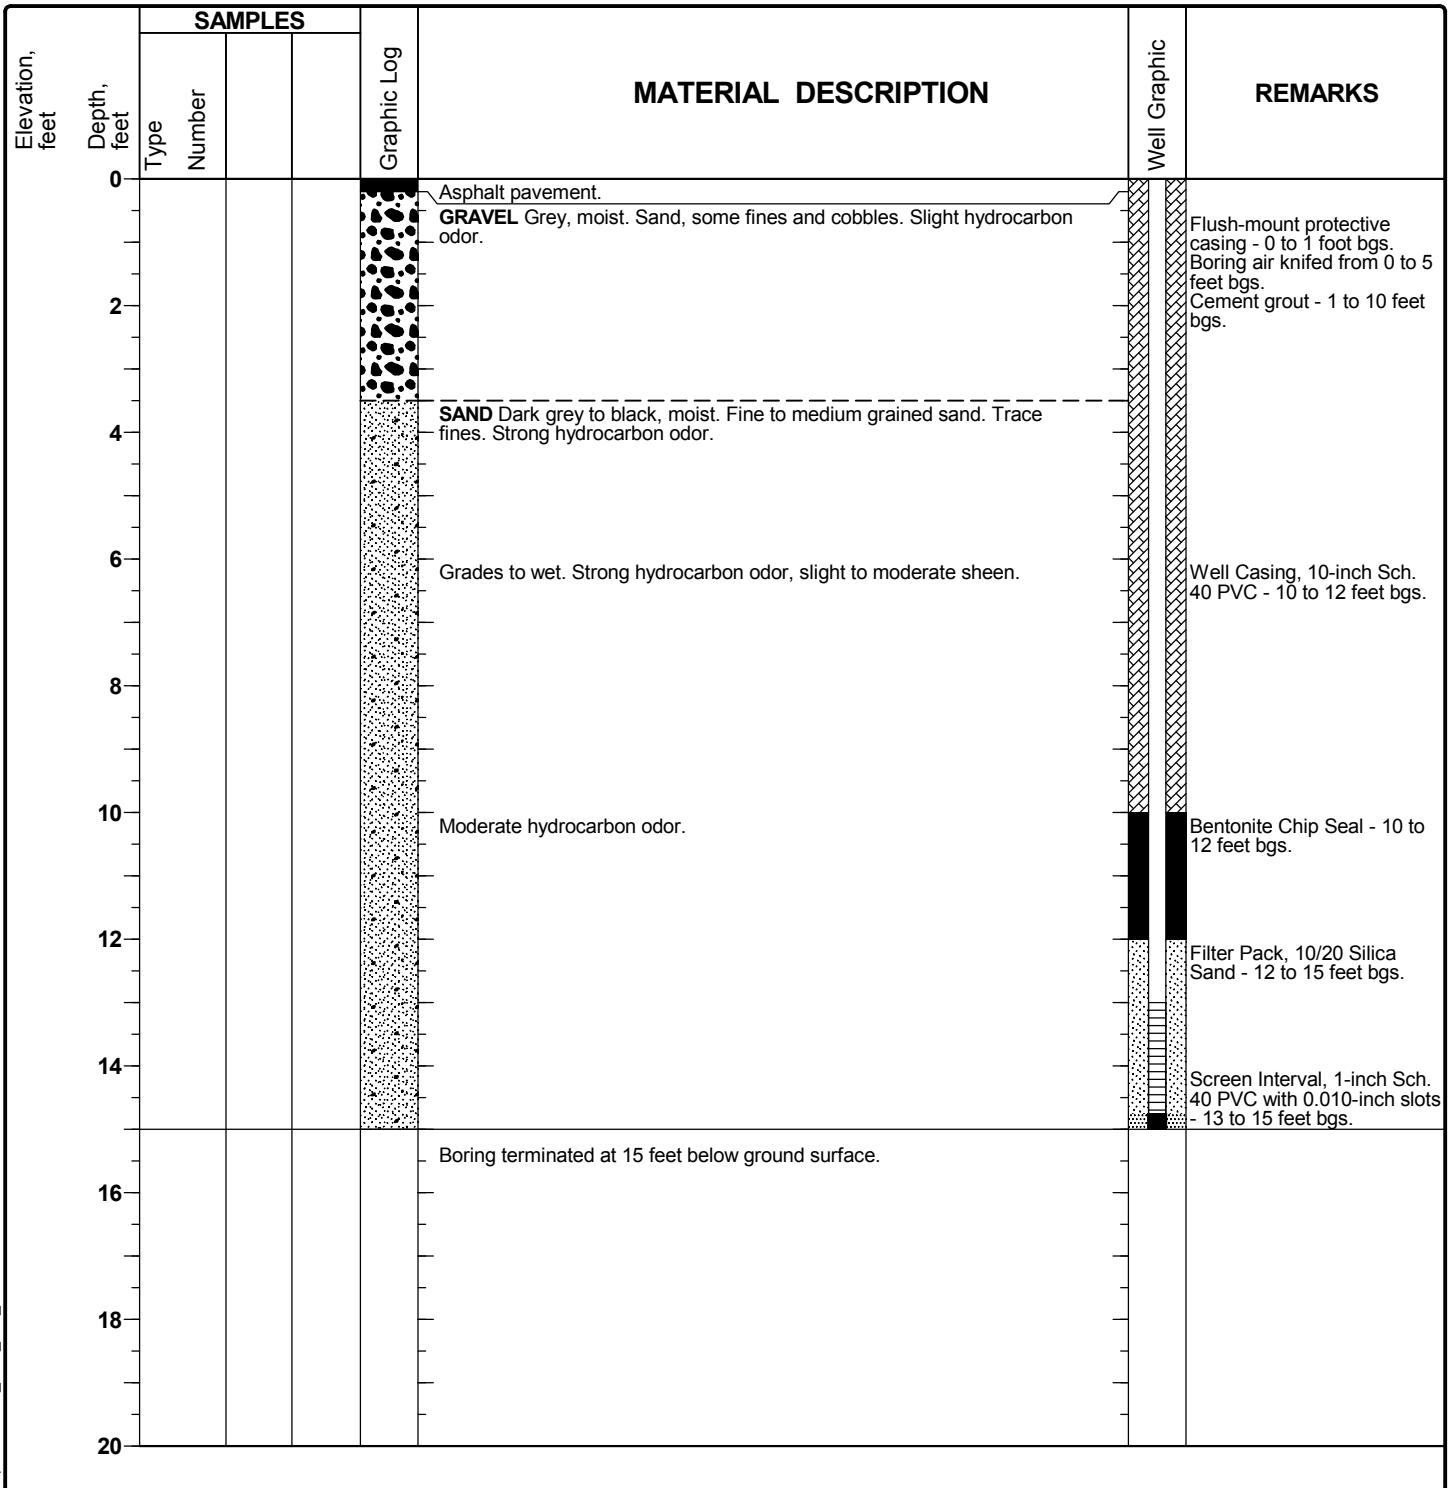 SAMPLES
Elevation,
feet
Depth,
feet
Type
Number
Graphic Log
MATERIAL DESCRIPTION
Well Graphic
REMARKS
0
Asphalt pavement.
GRAVEL Grey, moist. Sand, some fines and cobbles. Slight hydrocarbon
odor.
Flush-mount protective
casing - 0 to 1 foot bgs.
Boring air knifed from 0 to 5
feet bgs.
Cement grout - 1 to 10 feet
bgs.
2
SAND Dark grey to black, moist. Fine to medium grained sand. Trace
fines. Strong hydrocarbon odor.
4
6
Grades to wet. Strong hydrocarbon odor, slight to moderate sheen.
Well Casing, 10-inch Sch.
40 PVC - 10 to 12 feet bgs.
8
10
Moderate hydrocarbon odor.
Bentonite Chip Seal - 10 to
12 feet bgs.
12
Filter Pack, 10/20 Silica
Sand - 12 to 15 feet bgs.
14
Screen Interval, 1-inch Sch.
40 PVC with 0.010-inch slots
- 13 to 15 feet bgs.
Boring terminated at 15 feet below ground surface.
16
18
20